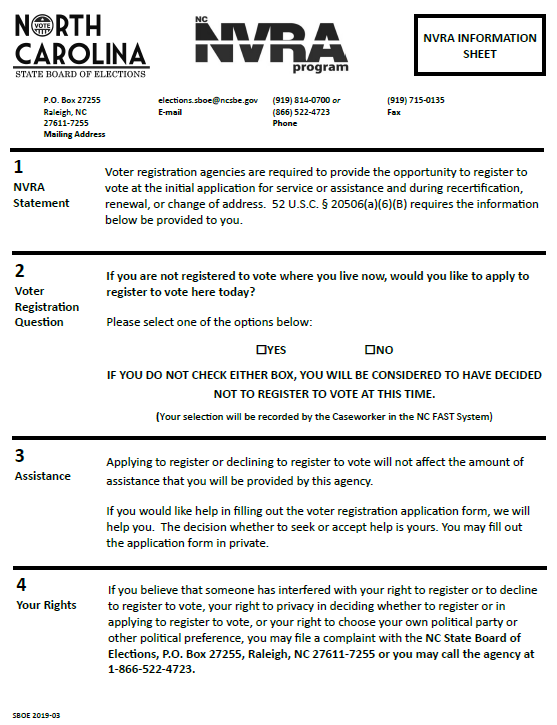 NORTH
VOTE
CAROLINA
STATE BOARD OF ELECTIONS
NC
NVRA
program
NVRA INFORMATION
SHEET
P.O. Box 27255
Raleigh, NC
27611-7255
Mailing Address
elections.sboe@ncsbe.gov
E-mail
(919) 814-0700 or
(866) 522-4723
Phone
(919) 715-0135
Fax
1
NVRA
Statement
Voter registration agencies are required to provide the opportunity to register to
vote at the initial application for service or assistance and during recertification,
renewal, or change of address.  52 U.S.C. § 20506(a)(6)(B) requires the information
below be provided to you.
2
Voter
Registration
Question
If you are not registered to vote where you live now, would you like to apply to
register to vote here today?
Please select one of the options below:
☐YES ☐NO
IF YOU DO NOT CHECK EITHER BOX, YOU WILL BE CONSIDERED TO HAVE DECIDED
NOT TO REGISTER TO VOTE AT THIS TIME.
(Your selection will be recorded by the Caseworker in the NC FAST System)
3
Assistance
Applying to register or declining to register to vote will not affect the amount of
assistance that you will be provided by this agency.
If you would like help in filling out the voter registration application form, we will
help you.  The decision whether to seek or accept help is yours. You may fill out
the application form in private.
4
Your Rights
If you believe that someone has interfered with your right to register or to decline
to register to vote, your right to privacy in deciding whether to register or in
applying to register to vote, or your right to choose your own political party or
other political preference, you may file a complaint with the NC State Board of
Elections, P.O. Box 27255, Raleigh, NC 27611-7255 or you may call the agency at
1-866-522-4723.
SBOE 2019-03